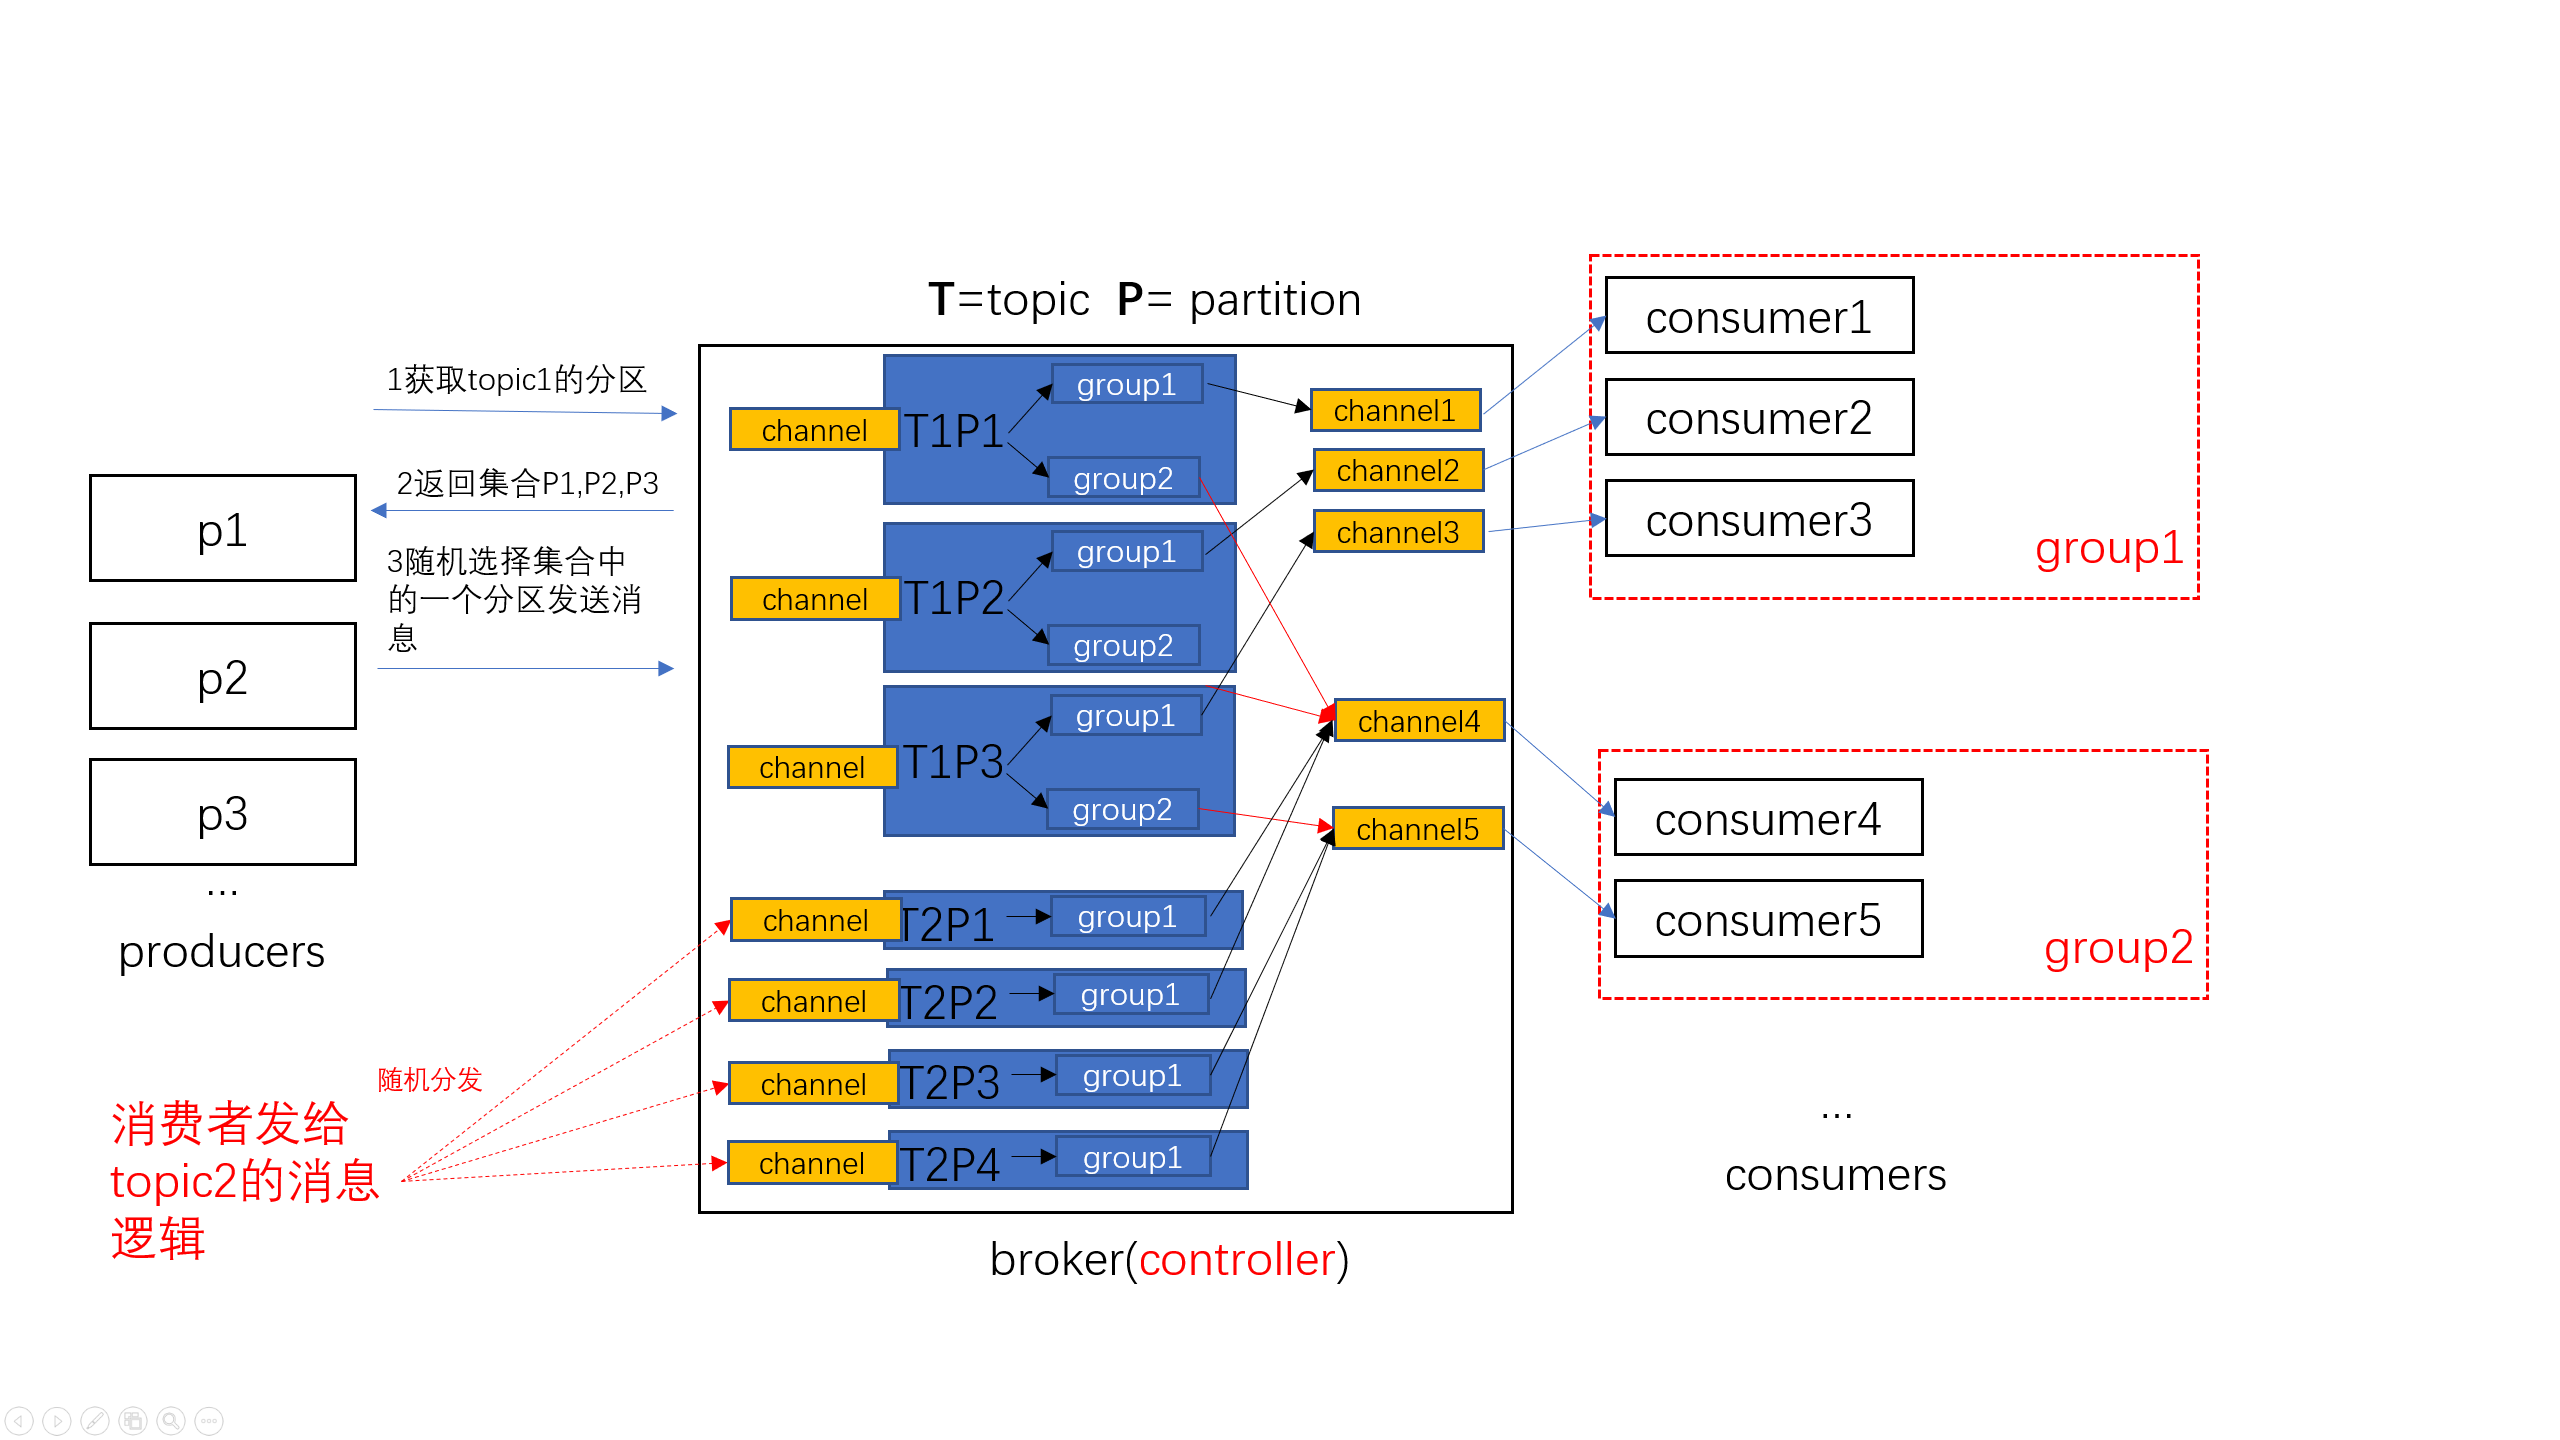 T=topic P= partition
1获取topic1的分区
2返回集合P1,P2,P3
3随机选择集合中
的一个分区发送消
息
p1
p2
p3
...
producers
随机分发
消费者发给
topic2的消息
逻辑
channel
T1P1
group1
group2
channel
T1P2
group1
group2
channel
T1P3
group1
group2
channel
T2P1
group1
channel
T2P2
group1
channel
T2P3
group1
channel
T2P4
group1
channel1
channel2
channel3
channel4
channel5
broker(controller)
consumer1
consumer2
consumer3
group1
consumer4
consumer5
group2
...
consumers